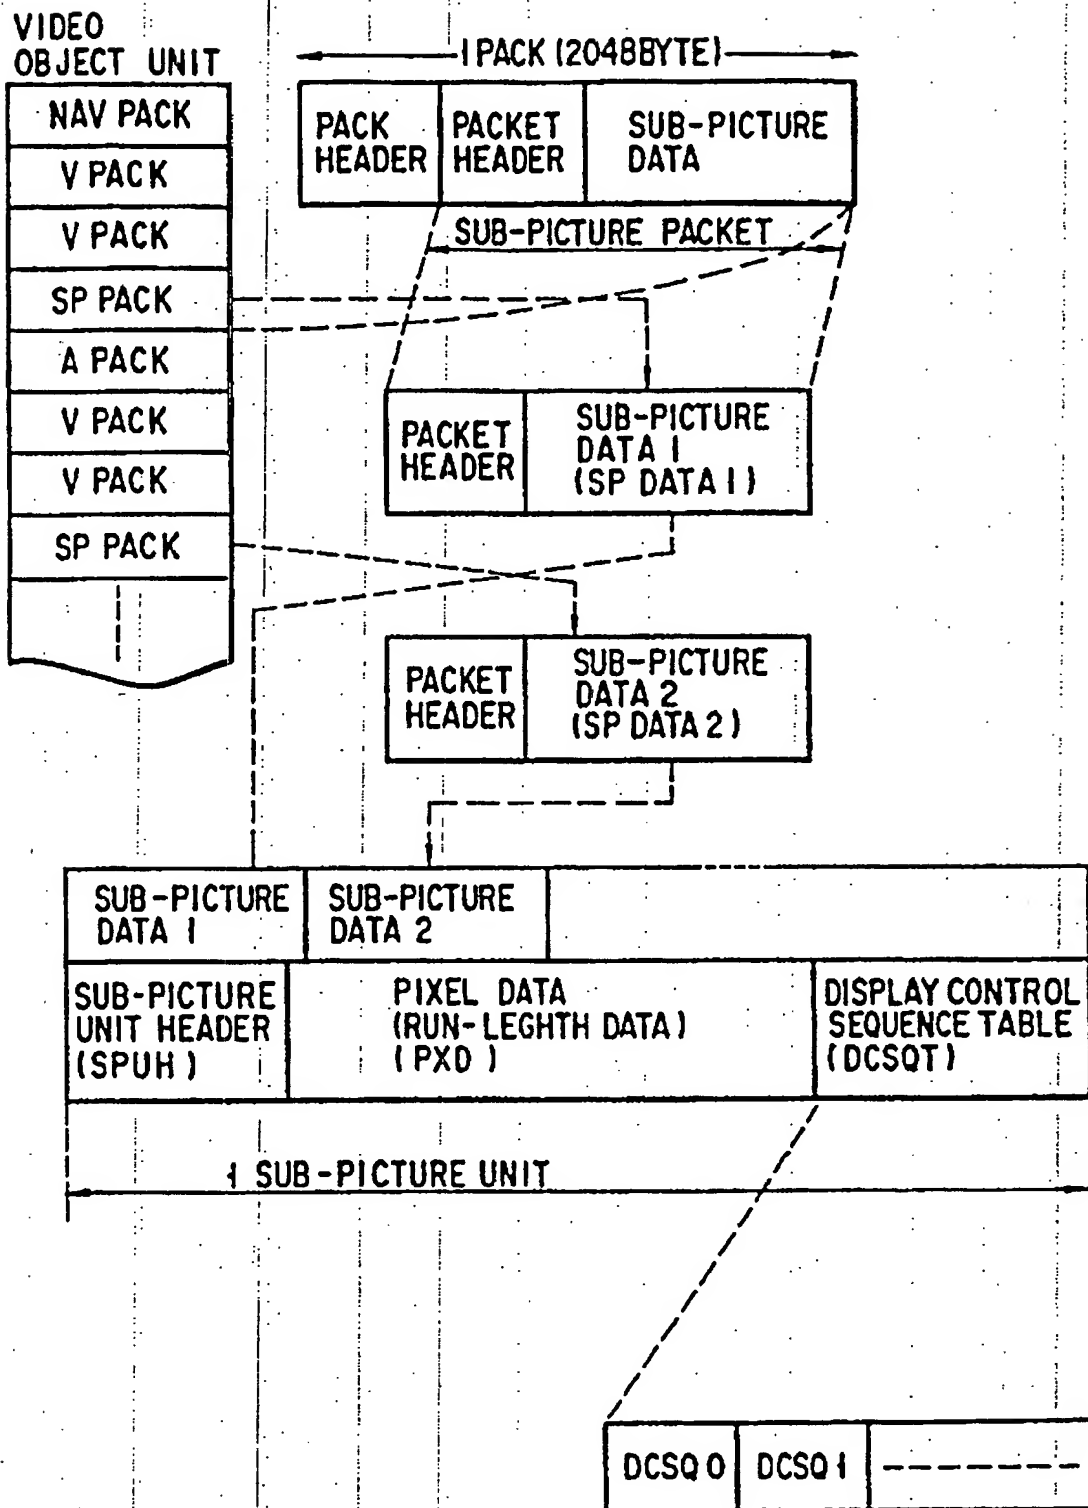 VIDEO
OBJECT UNIT
NAV PACK
V PACK
V PACK
SP PACK
A PACK
V PACK
V PACK
SP PACK
1 PACK (2048BYTE)
PACK
HEADER
PACKET
HEADER
SUB-PICTURE
DATA
SUB-PICTURE PACKET
PACKET
HEADER
SUB-PICTURE
DATA 1
(SP DATA 1)
PACKET
HEADER
SUB-PICTURE
DATA 2
(SP DATA 2)
SUB-PICTURE
DATA 1
SUB-PICTURE
DATA 2
SUB-PICTURE
UNIT HEADER
(SPUH)
PIXEL DATA
(RUN-LEGHTH DATA)
(PXD)
DISPLAY CONTROL
SEQUENCE TABLE
(DCSQT)
1 SUB-PICTURE UNIT
DCSQ 0
DCSQ 1